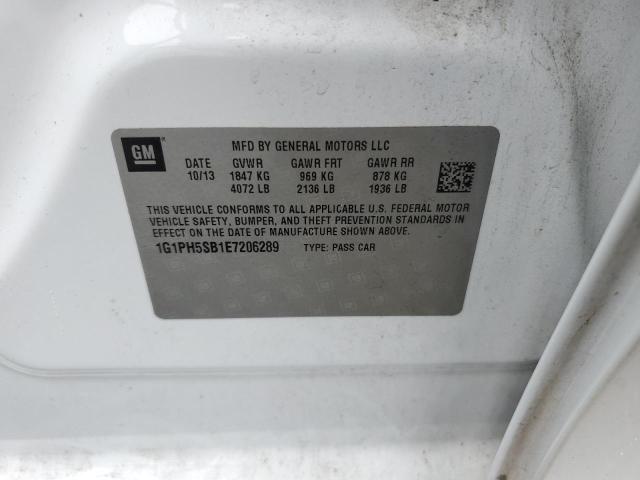 GM
MFD BY GENERAL MOTORS LLC
DATE GVWR GAWR FRT GAWR RR
10/13 1847 KG 969 KG 878 KG
4072 LB 2136 LB 1936 LB
THIS VEHICLE CONFORMS TO ALL APPLICABLE U.S. FEDERAL MOTOR
VEHICLE SAFETY, BUMPER, AND THEFT PREVENTION STANDARDS IN
EFFECT ON THE DATE OF MANUFACTURE SHOWN ABOVE.
1G1PH5SB1E7206289 TYPE: PASS CAR